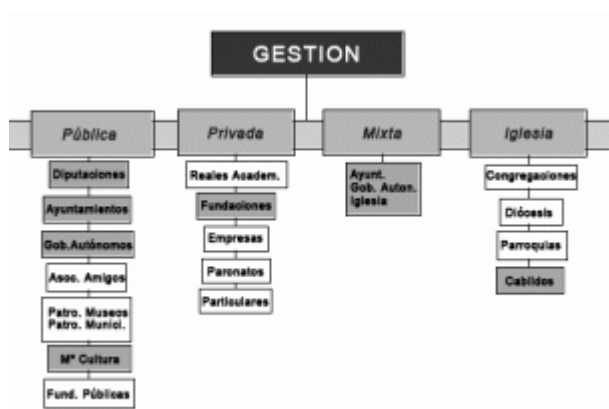 GESTION
Pública
Privada
Mixta
Iglesia
Diputaciones
Ayuntamientos
Gob.Autónomos
Asoc. Amigos
Patro. Museos
Patro. Munici.
Mº Cultura
Fund. Públicas
Reales Academ.
Fundaciones
Empresas
Paronatos
Particulares
Ayunt.
Gob. Auton.
Iglesia
Congregaciones
Diócesis
Parroquias
Cabildos